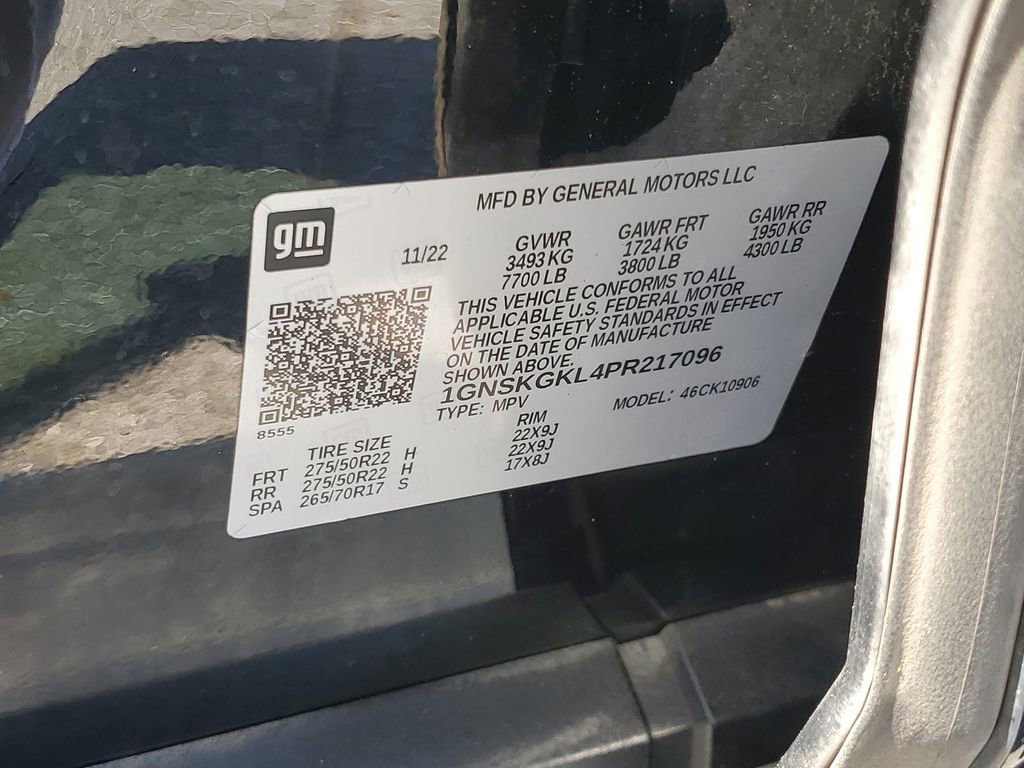 MFD BY GENERAL MOTORS LLC
gm
11/22
GVWR
3493 KG
7700 LB
GAWR FRT
1724 KG
3800 LB
GAWR RR
1950 KG
4300 LB
THIS VEHICLE CONFORMS TO ALL
APPLICABLE U.S. FEDERAL MOTOR
VEHICLE SAFETY STANDARDS IN EFFECT
ON THE DATE OF MANUFACTURE
SHOWN ABOVE.
1GNSKGKL4PR217096
TYPE: MPV
MODEL: 46CK10906
8555
TIRE SIZE RIM
FRT 275/50R22 H 22X9J
RR 275/50R22 H 22X9J
SPA 265/70R17 S 17X8J